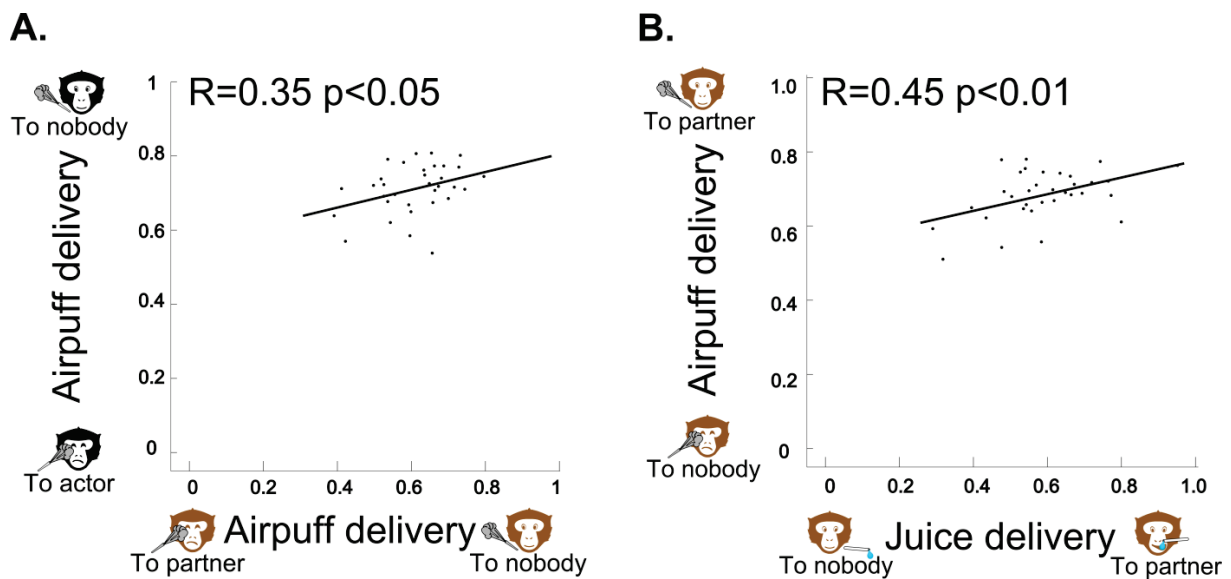 A.
R=0.35 p<0.05
To nobody
Airpuff delivery
To actor
1
0.8
0.6
0.4
0.2
0
0 0.2 0.4 0.6 0.8 1
Airpuff delivery
To partner
To nobody
B.
R=0.45 p<0.01
To partner
Airpuff delivery
To nobody
1.0
0.8
0.6
0.4
0.2
0
0 0.2 0.4 0.6 0.8 1.0
Juice delivery
To nobody
To partner